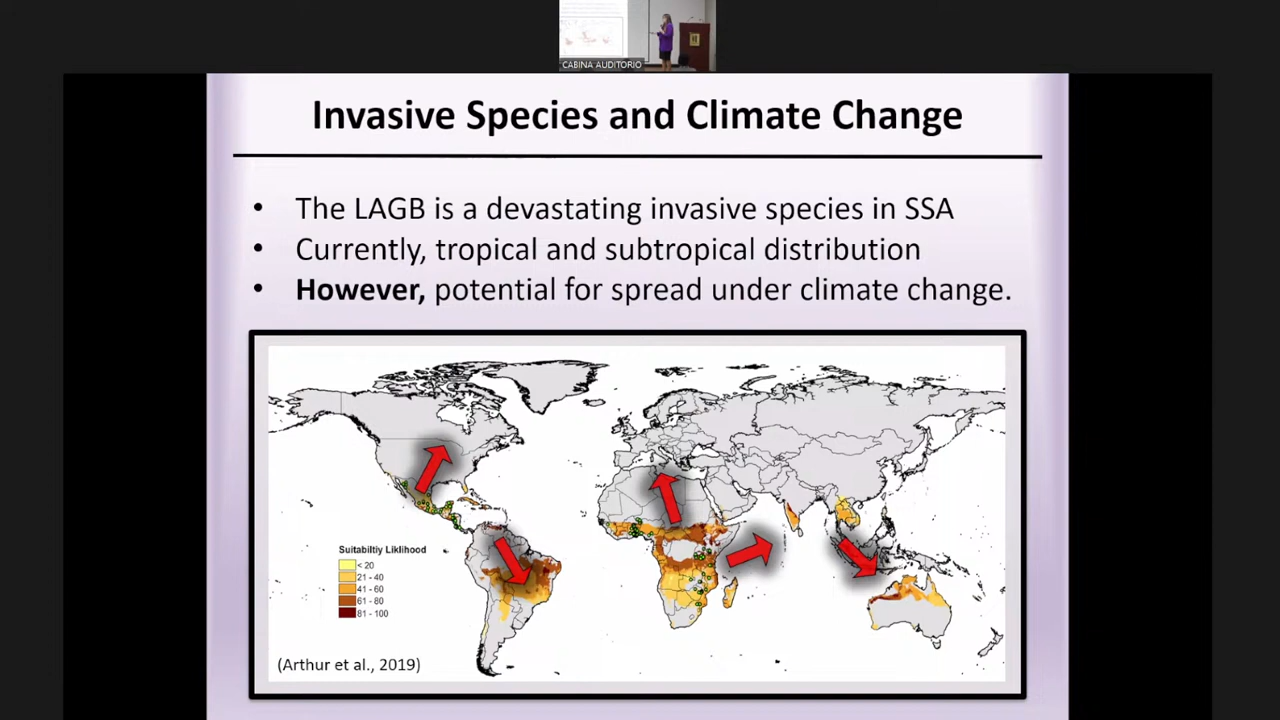 CABINA AUDITORIO
Invasive Species and Climate Change
• The LAGB is a devastating invasive species in SSA
• Currently, tropical and subtropical distribution
• However, potential for spread under climate change.
Suitabiltiy Liklihood
< 20
21 - 40
41 - 60
61 - 80
81 - 100
(Arthur et al., 2019)